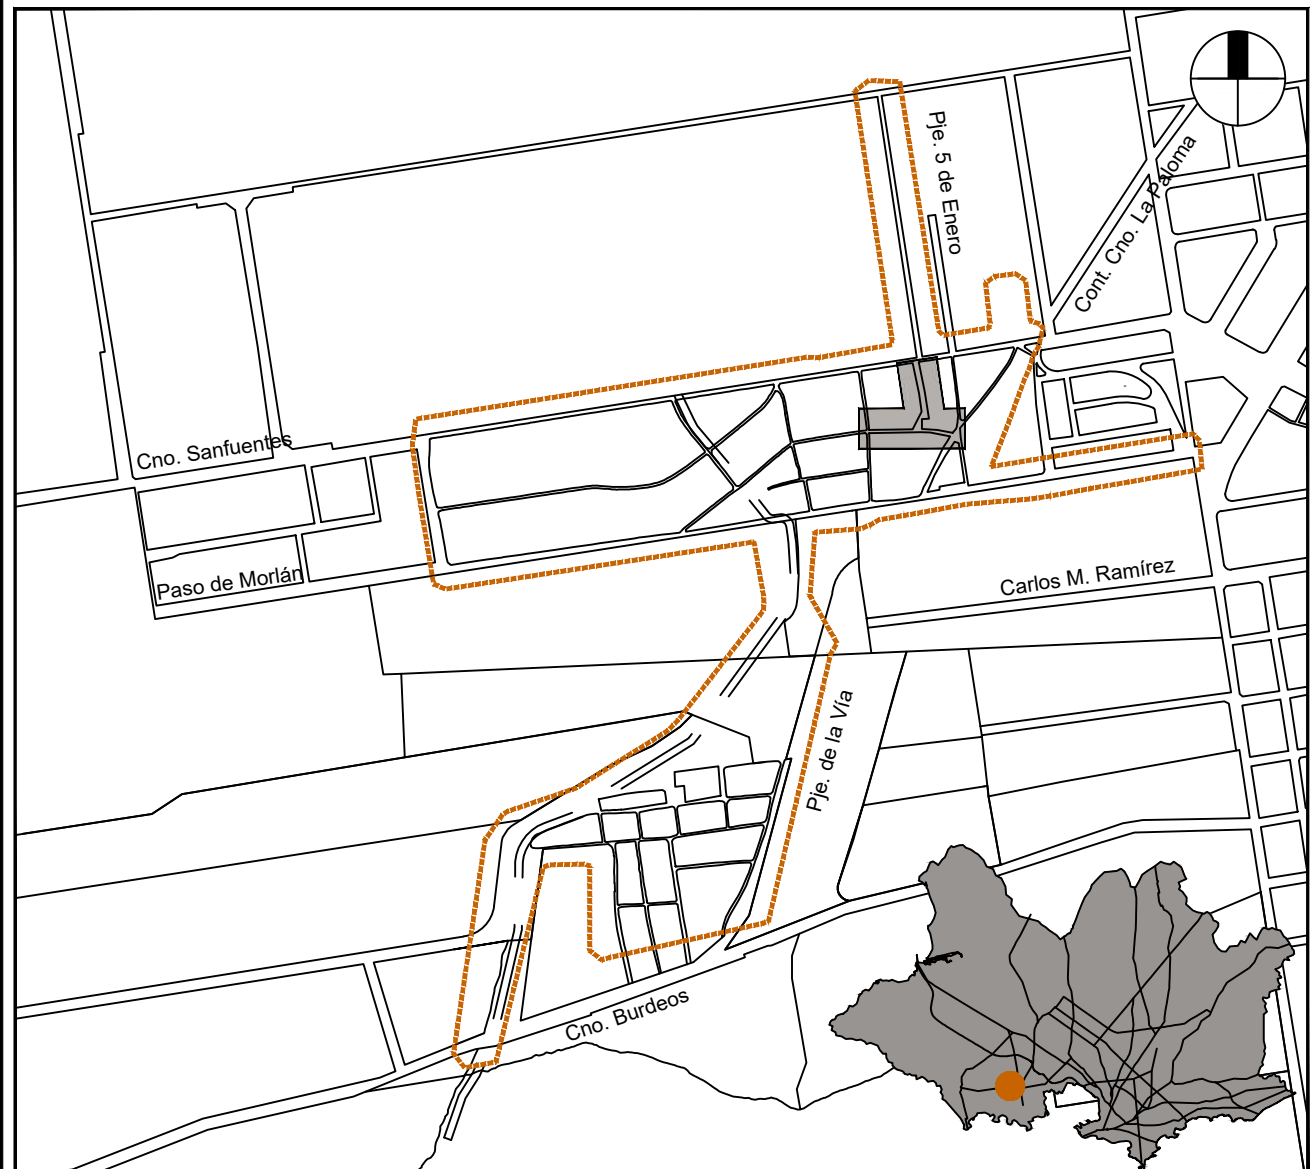 Pje. 5 de Enero
Cont. Cno. La Paloma
Cno. Sanfuentes
Paso de Morlán
Carlos M. Ramírez
Pje. de la Vía
Cno. Burdeos